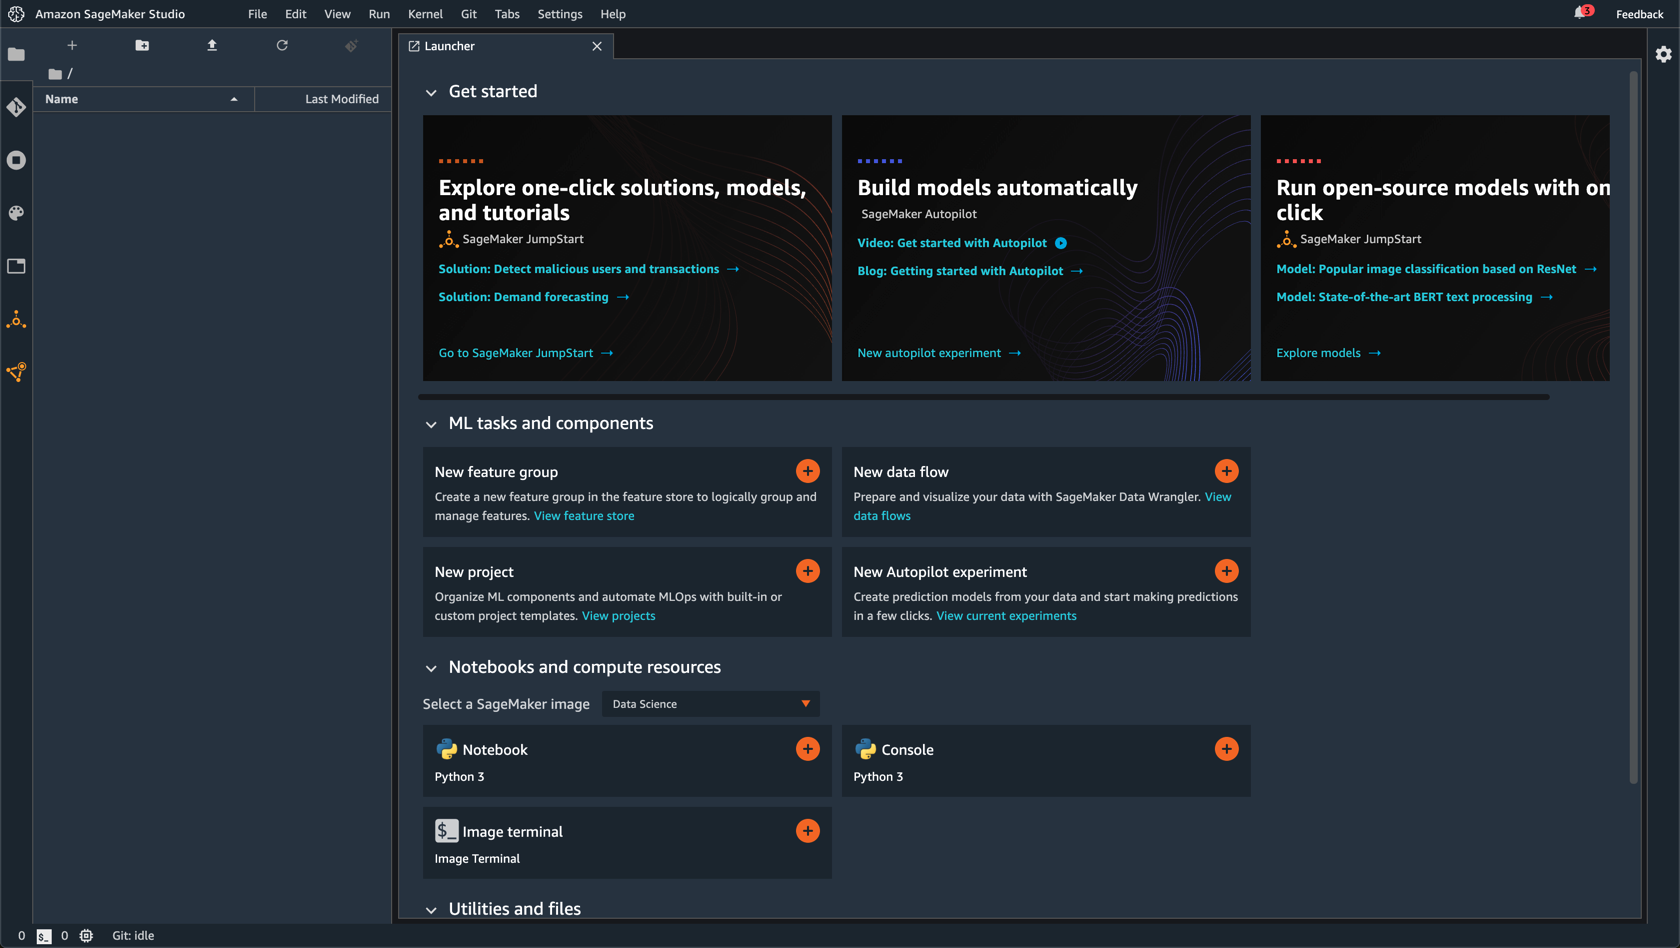 Amazon SageMaker Studio File Edit View Run Kernel Git Tabs Settings Help 3 Feedback
/
Name Last Modified
Launcher
Get started
Explore one-click solutions, models,
and tutorials
SageMaker JumpStart
Solution: Detect malicious users and transactions →
Solution: Demand forecasting →
Go to SageMaker JumpStart →
Build models automatically
SageMaker Autopilot
Video: Get started with Autopilot
Blog: Getting started with Autopilot →
New autopilot experiment →
Run open-source models with on
click
SageMaker JumpStart
Model: Popular image classification based on ResNet →
Model: State-of-the-art BERT text processing →
Explore models →
ML tasks and components
New feature group
Create a new feature group in the feature store to logically group and
manage features. View feature store
New data flow
Prepare and visualize your data with SageMaker Data Wrangler. View
data flows
New project
Organize ML components and automate MLOps with built-in or
custom project templates. View projects
New Autopilot experiment
Create prediction models from your data and start making predictions
in a few clicks. View current experiments
Notebooks and compute resources
Select a SageMaker image Data Science
Notebook
Python 3
Console
Python 3
$_ Image terminal
Image Terminal
Utilities and files
0 $_ 0 Git: idle